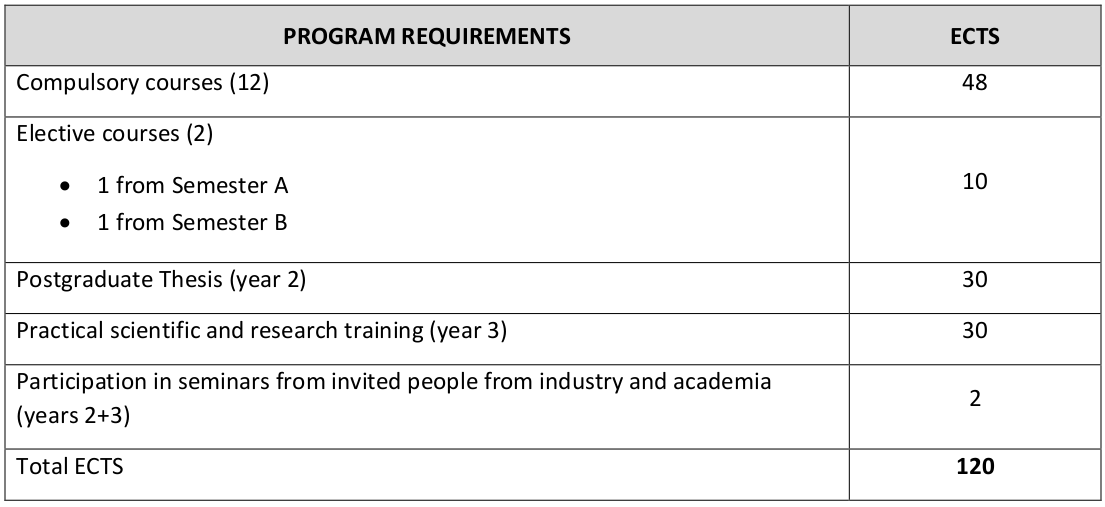 PROGRAM REQUIREMENTS ECTS
Compulsory courses (12) 48
Elective courses (2)
• 1 from Semester A
10
• 1 from Semester B
Postgraduate Thesis (year 2) 30
Practical scientific and research training (year 3) 30
Participation in seminars from invited people from industry and academia
(years 2+3)
2
Total ECTS 120